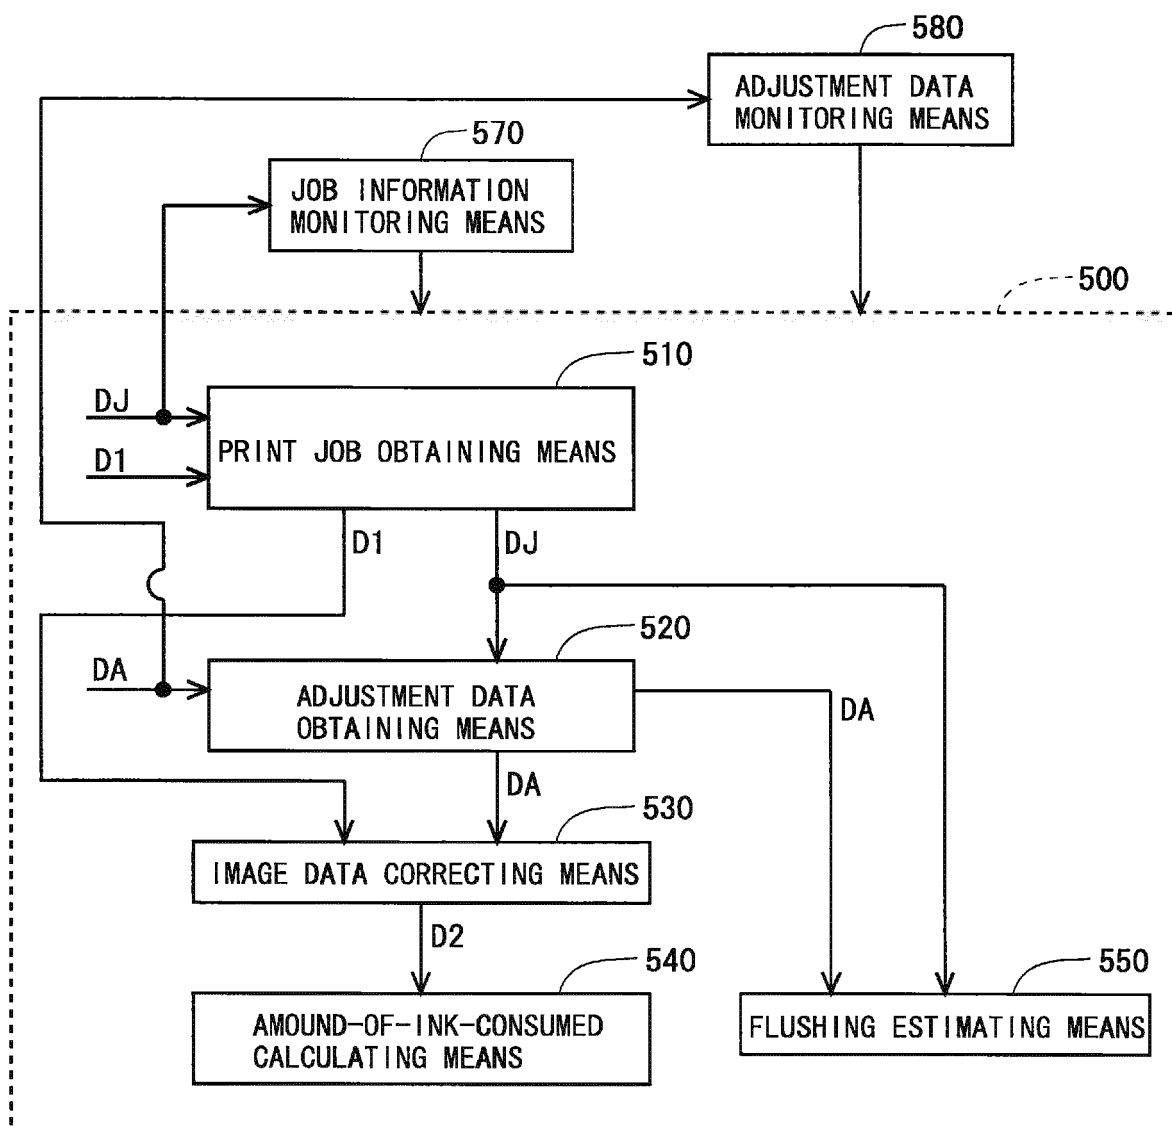 580
ADJUSTMENT DATA
MONITORING MEANS
570
JOB INFORMATION
MONITORING MEANS
500
510
DJ
D1
PRINT JOB OBTAINING MEANS
D1
DJ
520
DA
ADJUSTMENT DATA
OBTAINING MEANS
DA
DA
530
IMAGE DATA CORRECTING MEANS
D2
540
AMOUND-OF-INK-CONSUMED
CALCULATING MEANS
550
FLUSHING ESTIMATING MEANS